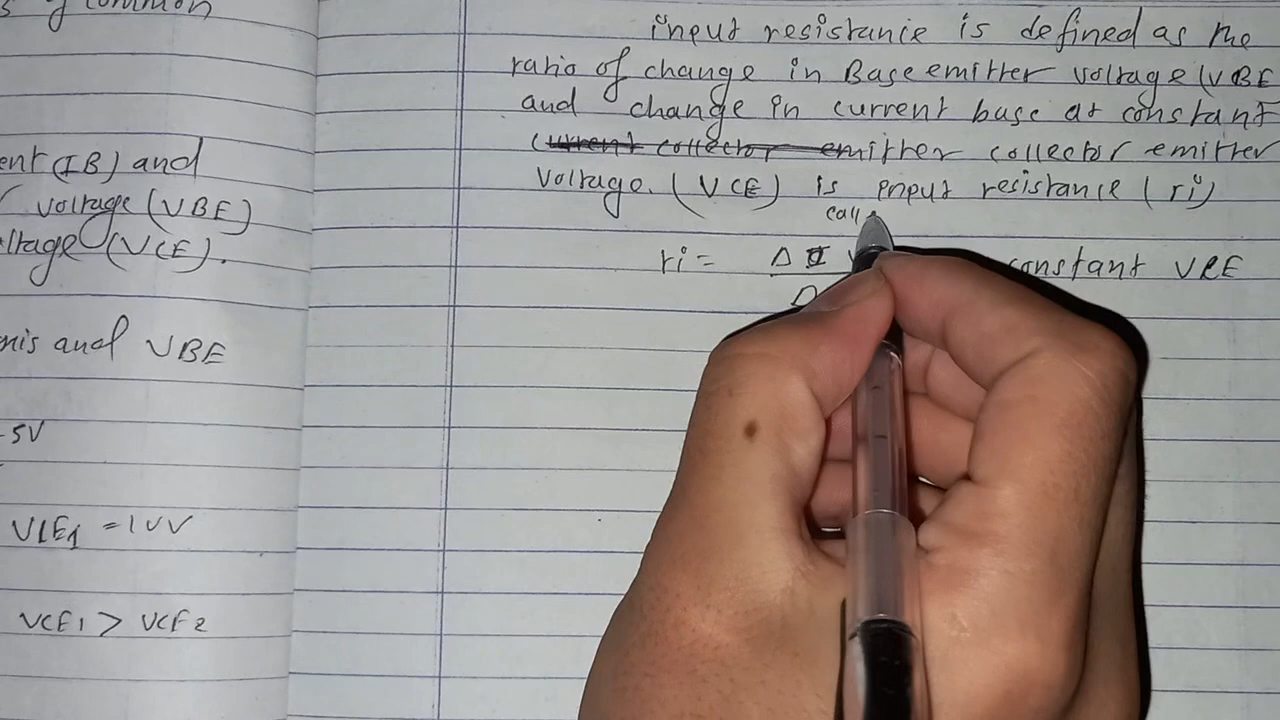 s of common
ent (IB) and
voltage (VBE)
ltage (VCE).
nis and VBE
-5V
VCE1 = 10V
VCE1 > VCE2
input resistance is defined as the
ratio of change in Base emitter voltage (VBE
and change in current base at constant
current collector emitter collector emitter
voltage. (VCE) is input resistance (ri)
call
ri = Δ
Δ
constant VCE